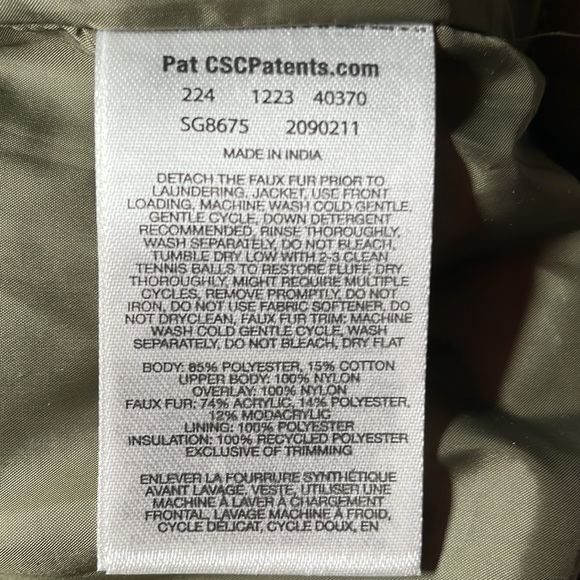 Pat CSCPatents.com
224 1223 40370
SG8675 2090211
MADE IN INDIA
DETACH THE FAUX FUR PRIOR TO
LAUNDERING, JACKET, USE FRONT
LOADING, MACHINE WASH COLD GENTLE,
GENTLE CYCLE, DOWN DETERGENT
RECOMMENDED, RINSE THOROUGHLY,
WASH SEPARATELY, DO NOT BLEACH,
TUMBLE DRY LOW WITH 2-3 CLEAN
TENNIS BALLS TO RESTORE FLUFF, DRY
THOROUGHLY, MIGHT REQUIRE MULTIPLE
CYCLES, REMOVE PROMPTLY, DO NOT
IRON, DO NOT USE FABRIC SOFTENER, DO
NOT DRYCLEAN, FAUX FUR TRIM: MACHINE
WASH COLD GENTLE CYCLE, WASH
SEPARATELY, DO NOT BLEACH, DRY FLAT
BODY: 85% POLYESTER, 15% COTTON
UPPER BODY: 100% NYLON
OVERLAY: 100% NYLON
FAUX FUR: 74% ACRYLIC, 14% POLYESTER,
12% MODACRYLIC
LINING: 100% POLYESTER
INSULATION: 100% RECYCLED POLYESTER
EXCLUSIVE OF TRIMMING
ENLEVER LA FOURRURE SYNTHÉTIQUE
AVANT LAVAGE, VESTE, UTILISER UNE
MACHINE À LAVER À CHARGEMENT
FRONTAL, LAVAGE MACHINE À FROID,
CYCLE DÉLICAT, CYCLE DOUX, EN